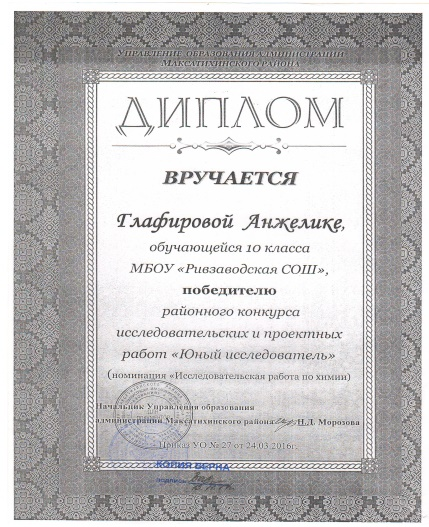 УПРАВЛЕНИЕ ОБРАЗОВАНИЯ АДМИНИСТРАЦИИ
МАКСАТИХИНСКОГО РАЙОНА
ДИПЛОМ
ВРУЧАЕТСЯ
Глафировой Анжелике,
обучающейся 10 класса
МБОУ «Ривзаводская СОШ»,
победителю
районного конкурса
исследовательских и проектных
работ «Юный исследователь»
(номинация «Исследовательская работа по химии)
Начальник Управления образования
администрации Максатихинского района Н.Д. Морозова
Приказ УО № 27 от 24.03 2016г.
КОПИЯ ВЕРНА
подпись